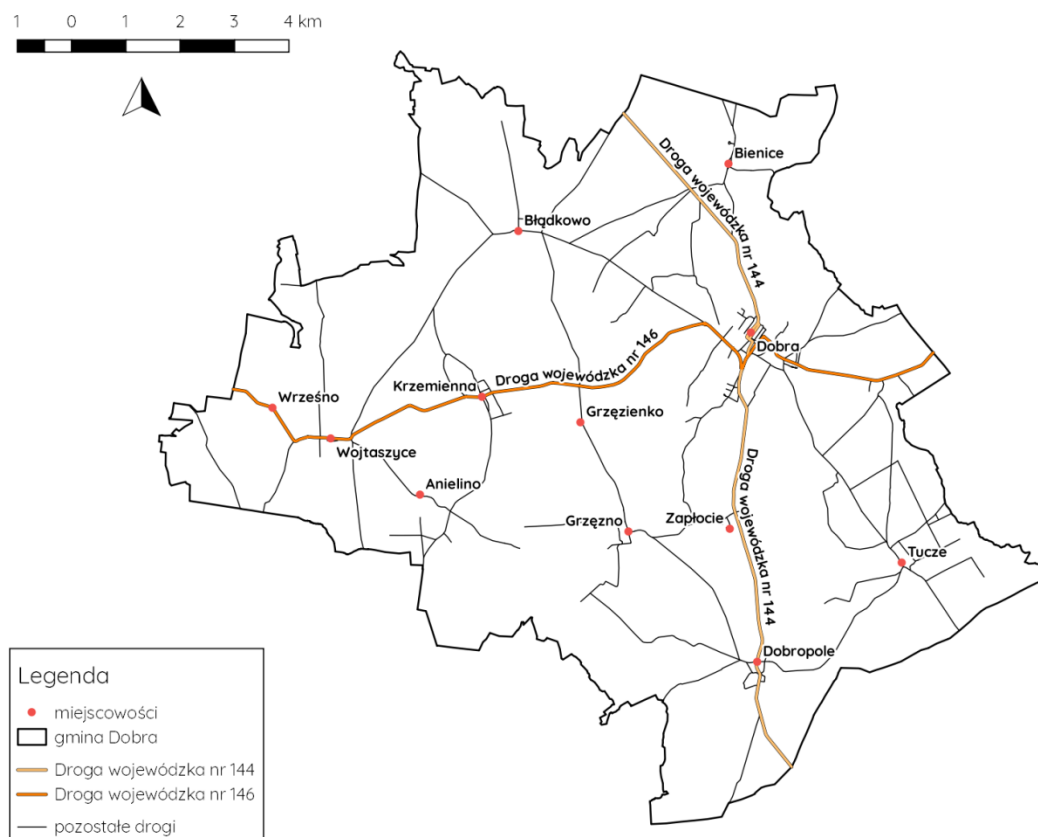 1 0 1 2 3 4 km
Droga wojewódzka nr 144
Bienice
Błądkowo
Dobra
Droga wojewódzka nr 146
Krzemienna
Wrześno
Grzęzienko
Wojtaszyce
Droga wojewódzka nr 144
Anielino
Grzęzno
Zapłocie
Tucze
Dobropole
Legenda
miejscowości
gmina Dobra
Droga wojewódzka nr 144
Droga wojewódzka nr 146
pozostałe drogi